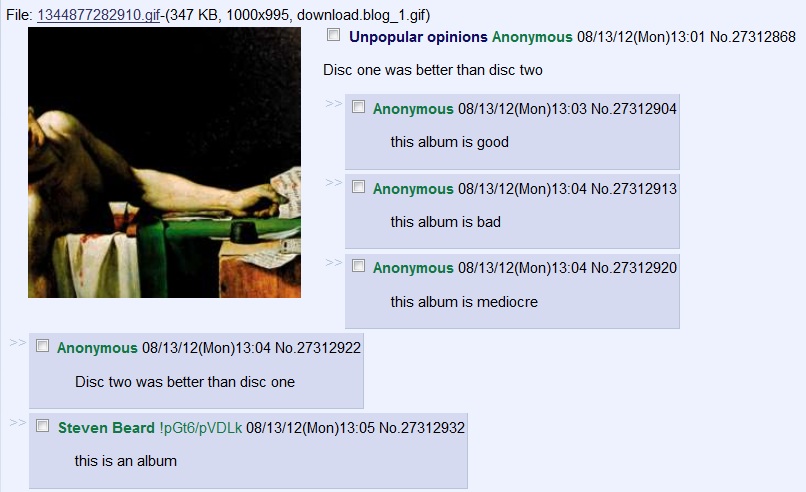 File: 1344877282910.gif-(347 KB, 1000x995, download.blog_1.gif)
Unpopular opinions Anonymous 08/13/12(Mon)13:01 No.27312868
Disc one was better than disc two
>> Anonymous 08/13/12(Mon)13:03 No.27312904
this album is good
>> Anonymous 08/13/12(Mon)13:04 No.27312913
this album is bad
>> Anonymous 08/13/12(Mon)13:04 No.27312920
this album is mediocre
>> Anonymous 08/13/12(Mon)13:04 No.27312922
Disc two was better than disc one
>> Steven Beard !pGt6/pVDLk 08/13/12(Mon)13:05 No.27312932
this is an album